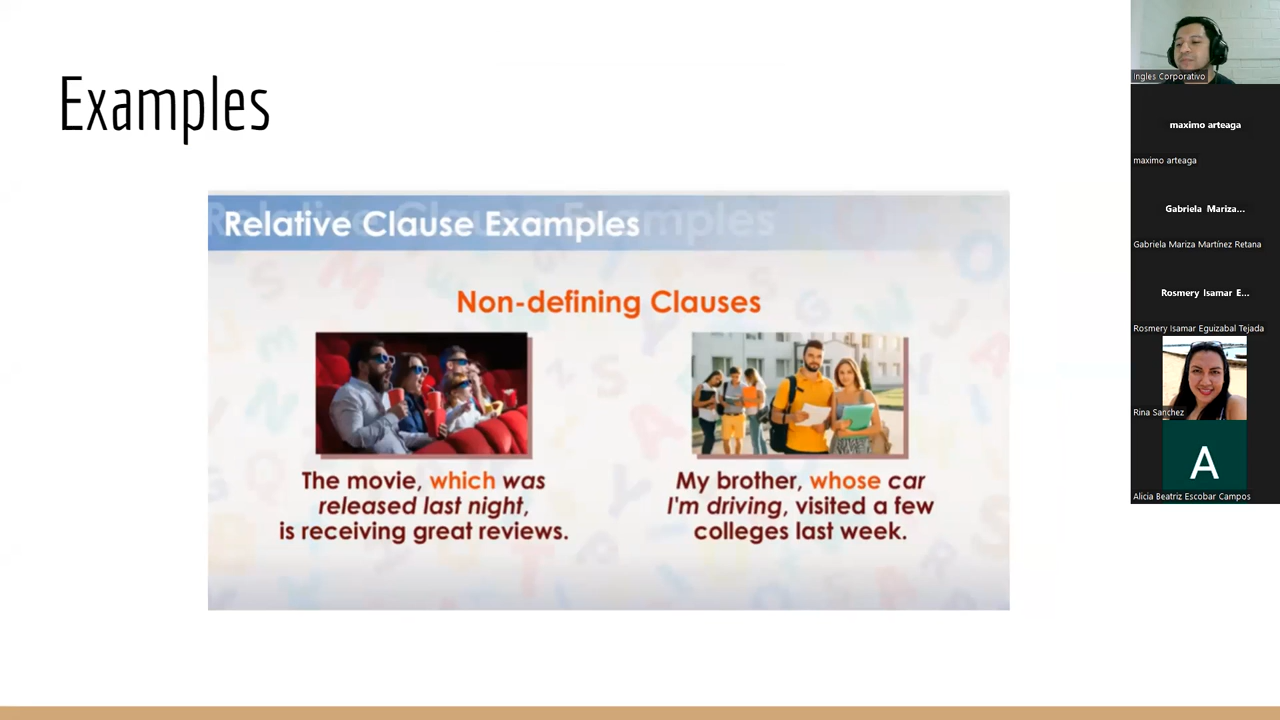 Examples
Relative Clause Examples
Non-defining Clauses
The movie, which was
released last night,
is receiving great reviews.
My brother, whose car
I'm driving, visited a few
colleges last week.
Ingles Corporativo
maximo arteaga
maximo arteaga
Gabriela Mariza...
Gabriela Mariza Martínez Retana
Rosmery Isamar E...
Rosmery Isamar Eguizabal Tejada
Rina Sanchez
A
Alicia Beatriz Escobar Campos